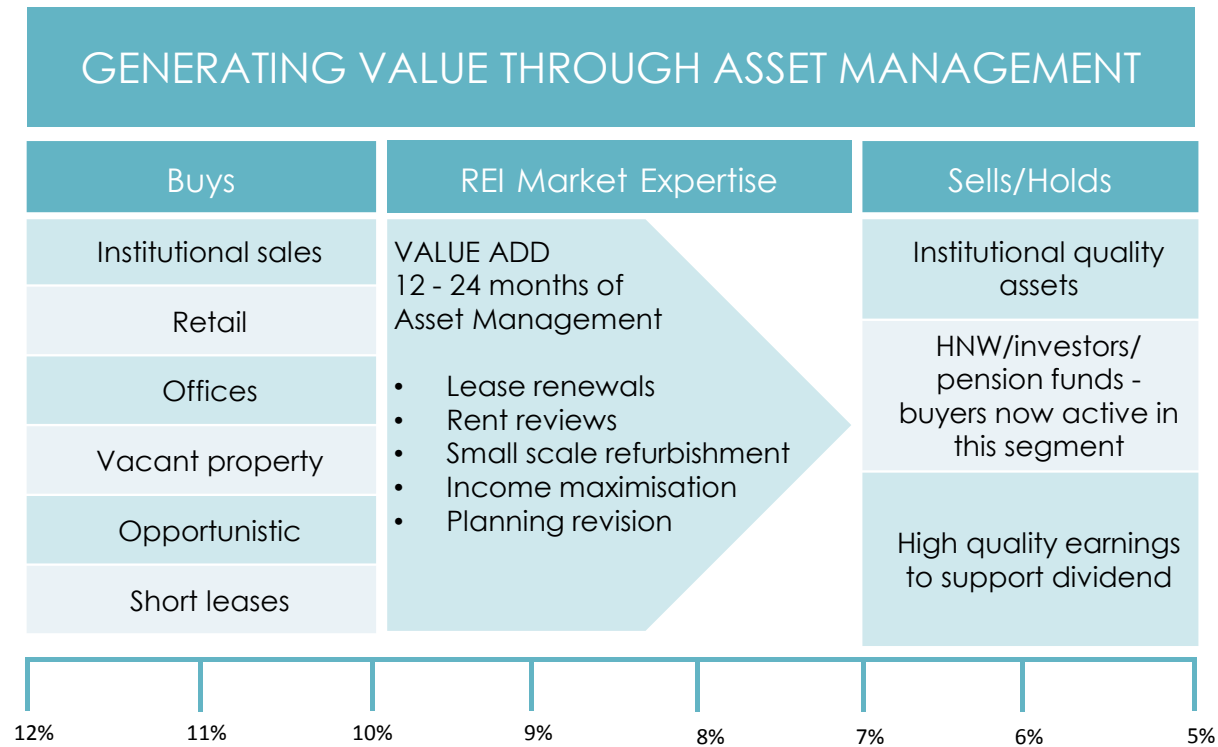 GENERATING VALUE THROUGH ASSET MANAGEMENT
Buys
Institutional sales
Retail
Offices
Vacant property
Opportunistic
Short leases
REI Market Expertise
VALUE ADD
12 - 24 months of
Asset Management
• Lease renewals
• Rent reviews
• Small scale refurbishment
• Income maximisation
• Planning revision
Sells/Holds
Institutional quality
assets
HNW/investors/
pension funds -
buyers now active in
this segment
High quality earnings
to support dividend
12% 11% 10% 9% 8% 7% 6% 5%